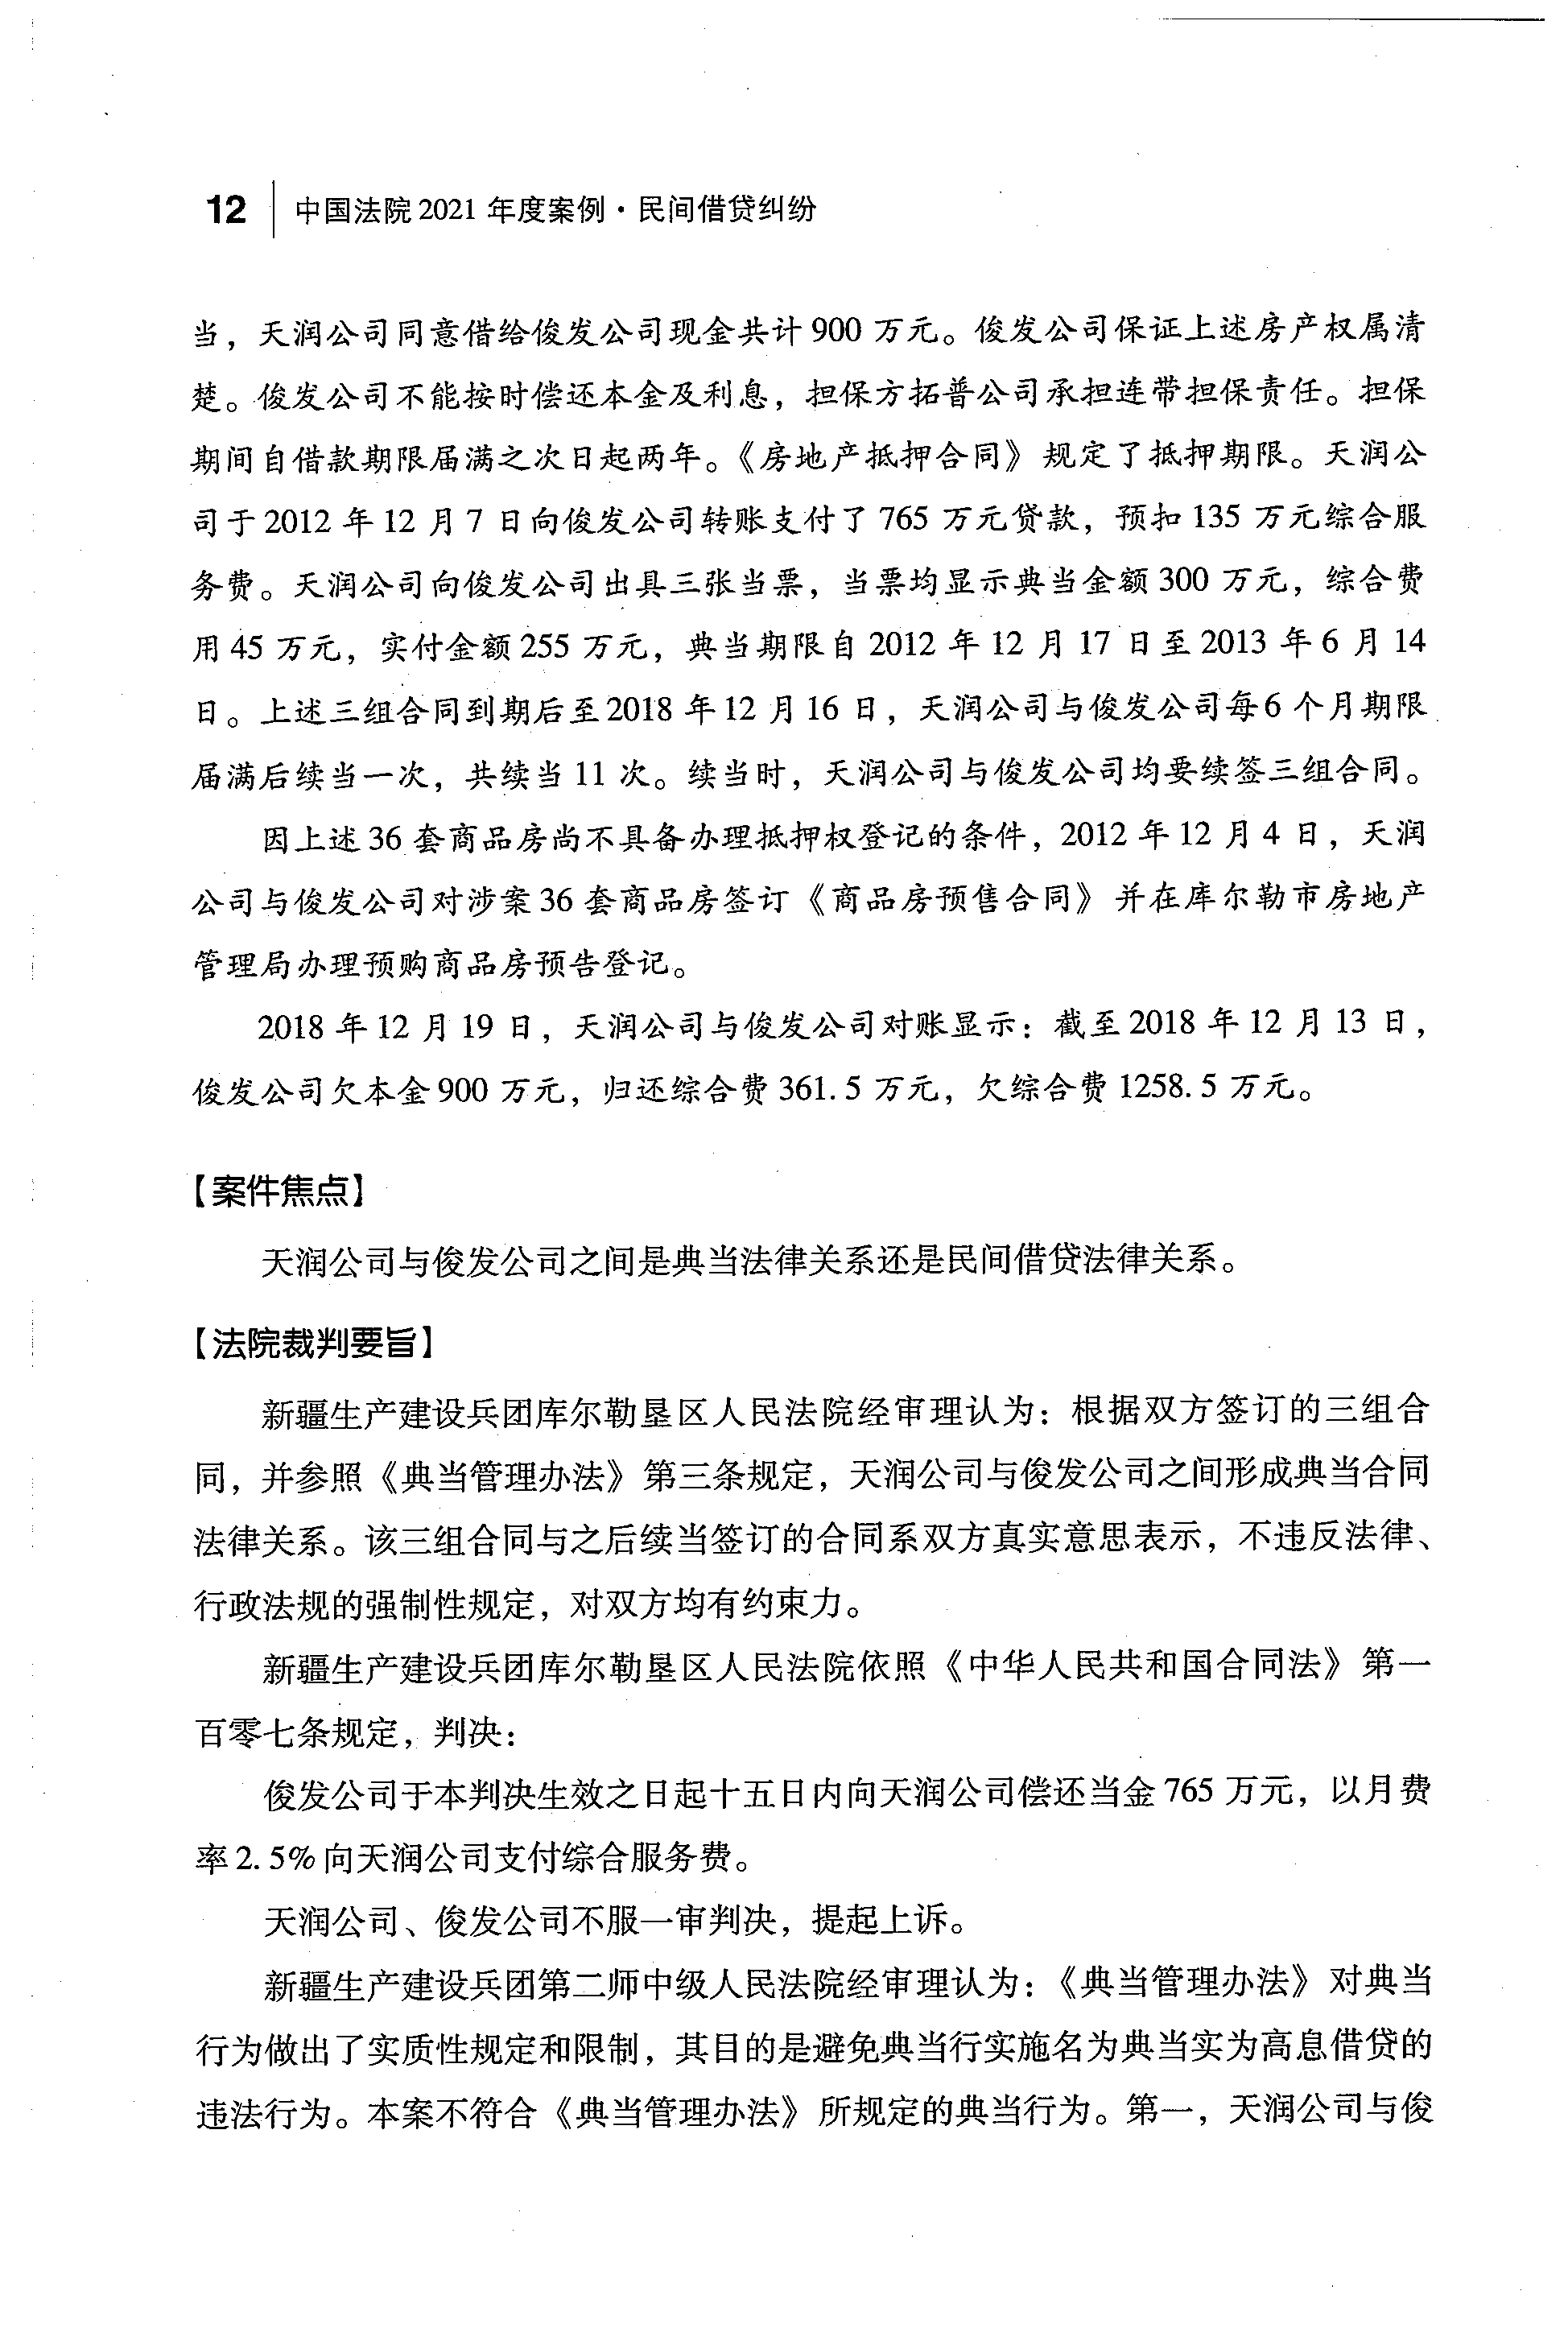 12 中国法院2021年度案例·民间借贷纠纷
当，天润公司同意借给俊发公司现金共计900万元。俊发公司保证上述房产权属清
楚。俊发公司不能按时偿还本金及利息，担保方拓普公司承担连带担保责任。担保
期间自借款期限届满之次日起两年。《房地产抵押合同》规定了抵押期限。天润公
司于2012年12月7日向俊发公司转账支付了765万元贷款，预扣135万元综合服
务费。天润公司向俊发公司出具三张当票，当票均显示典当金额300万元，综合费
用45万元，实付金额255万元，典当期限自2012年12月17日至2013年6月14
日。上述三组合同到期后至2018年12月16日，天润公司与俊发公司每6个月期限
届满后续当一次，共续当11次。续当时，天润公司与俊发公司均要续签三组合同。
因上述36套商品房尚不具备办理抵押权登记的条件，2012年12月4日，天润
公司与俊发公司对涉案36套商品房签订《商品房预售合同》并在库尔勒市房地产
管理局办理预购商品房预告登记。
2018年12月19日，天润公司与俊发公司对账显示：截至2018年12月13日，
俊发公司欠本金900万元，归还综合费361.5万元，欠综合费1258.5万元。
【案件焦点】
天润公司与俊发公司之间是典当法律关系还是民间借贷法律关系。
【法院裁判要旨】
新疆生产建设兵团库尔勒垦区人民法院经审理认为：根据双方签订的三组合
同，并参照《典当管理办法》第三条规定，天润公司与俊发公司之间形成典当合同
法律关系。该三组合同与之后续当签订的合同系双方真实意思表示，不违反法律、
行政法规的强制性规定，对双方均有约束力。
新疆生产建设兵团库尔勒垦区人民法院依照《中华人民共和国合同法》第一
百零七条规定，判决：
俊发公司于本判决生效之日起十五日内向天润公司偿还当金765万元，以月费
率2.5%向天润公司支付综合服务费。
天润公司、俊发公司不服一审判决，提起上诉。
新疆生产建设兵团第二师中级人民法院经审理认为：《典当管理办法》对典当
行为做出了实质性规定和限制，其目的是避免典当行实施名为典当实为高息借贷的
违法行为。本案不符合《典当管理办法》所规定的典当行为。第一，天润公司与俊